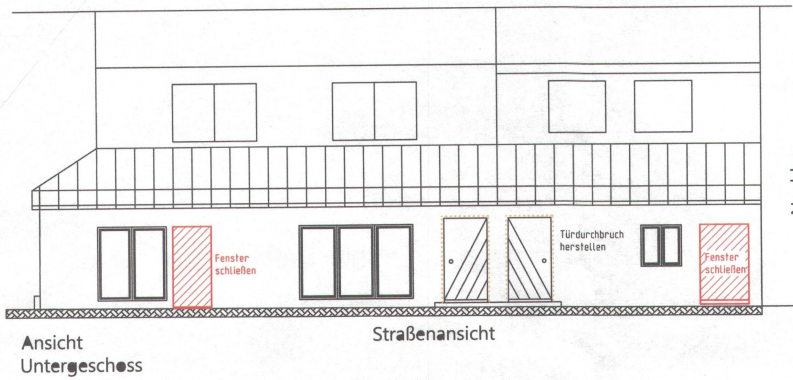 Fenster
schließen
Türdurchbruch
herstellen
Fenster
schließen
Straßenansicht
Ansicht
Untergeschoss